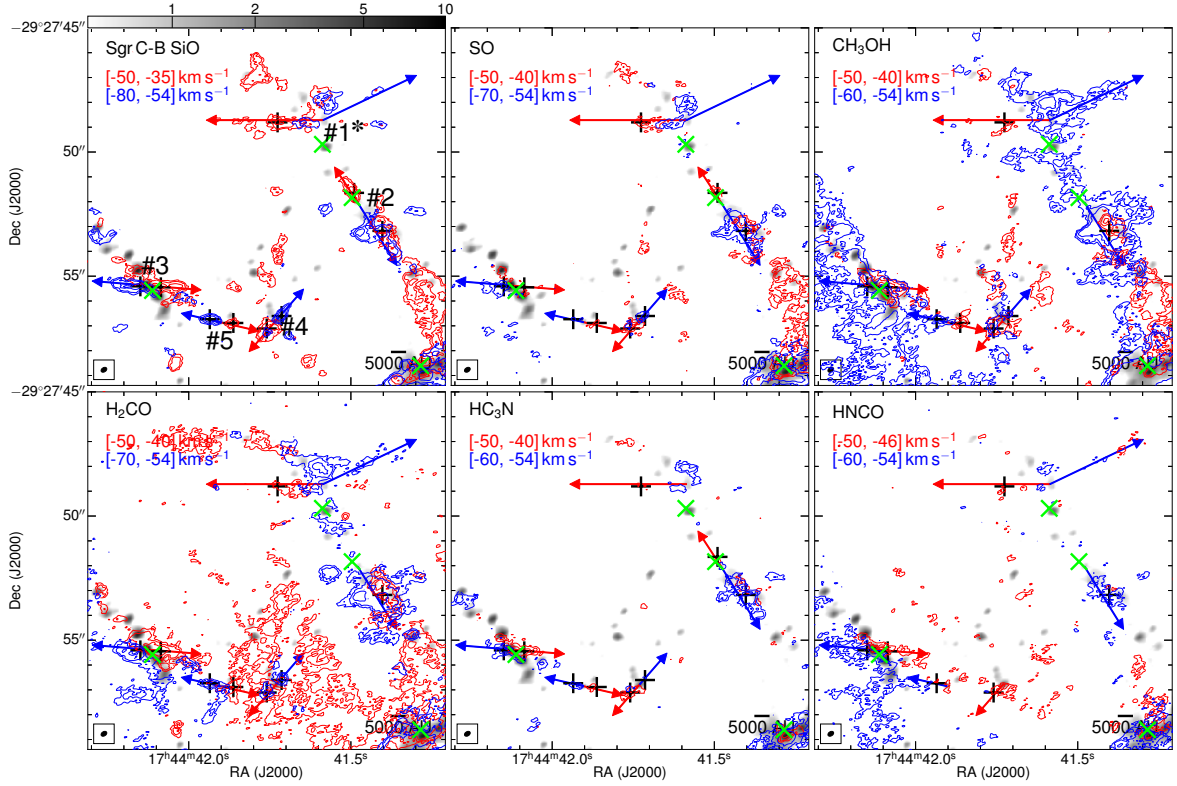 1 2 5 10
−29°27′45″
50″
55″
Dec (J2000)
Sgr C-B SiO
[-50, -35] km s⁻¹
[-80, -54] km s⁻¹
#1*
#2
#3
#4
#5
5000
SO
[-50, -40] km s⁻¹
[-70, -54] km s⁻¹
5000
CH₃OH
[-50, -40] km s⁻¹
[-60, -54] km s⁻¹
5000
−29°27′45″
50″
55″
Dec (J2000)
H₂CO
[-50, -40] km s⁻¹
[-70, -54] km s⁻¹
5000
HC₃N
[-50, -40] km s⁻¹
[-60, -54] km s⁻¹
5000
HNCO
[-50, -46] km s⁻¹
[-60, -54] km s⁻¹
5000
17ʰ44ᵐ42.0ˢ 41.5ˢ
RA (J2000)
17ʰ44ᵐ42.0ˢ 41.5ˢ
RA (J2000)
17ʰ44ᵐ42.0ˢ 41.5ˢ
RA (J2000)